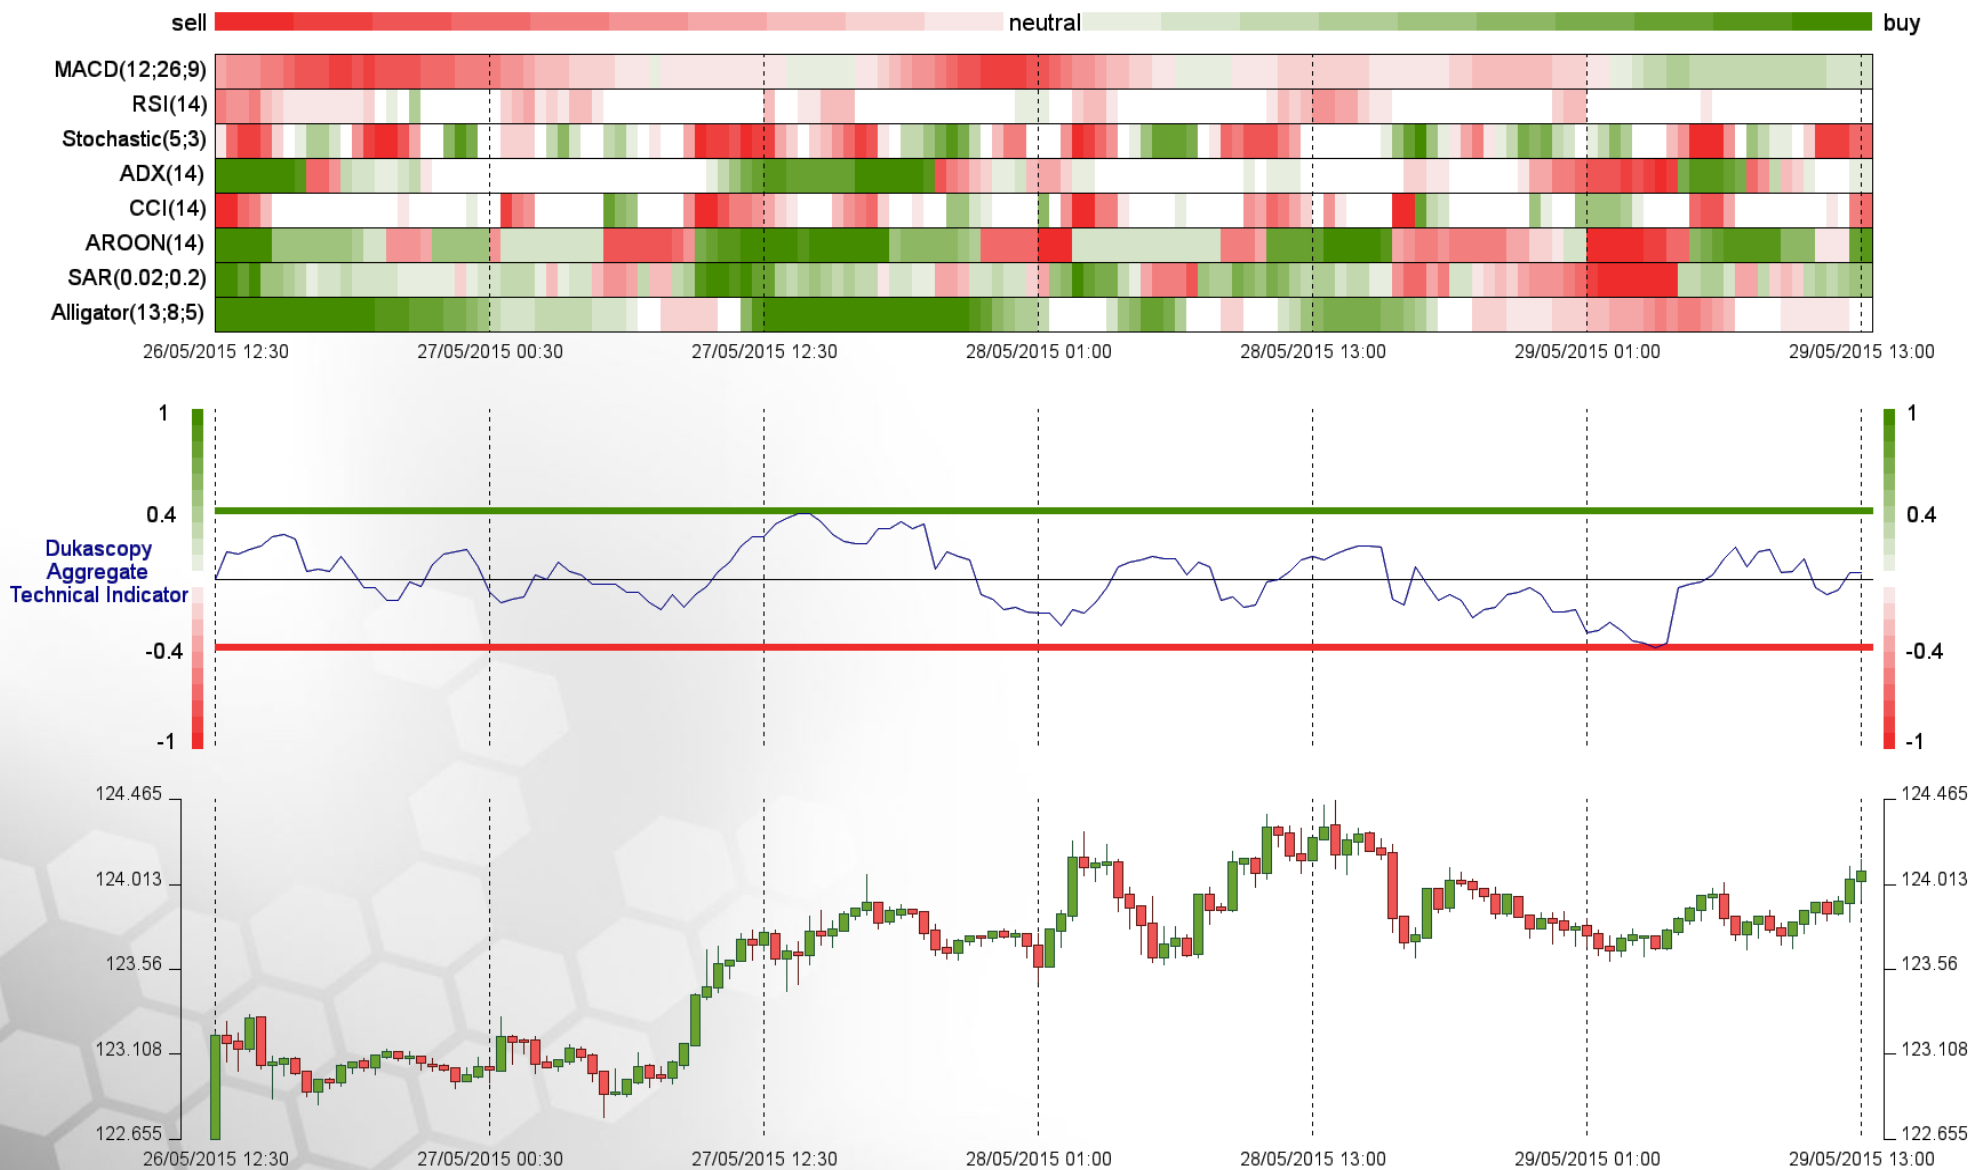 sell neutral buy
MACD(12;26;9)
RSI(14)
Stochastic(5;3)
ADX(14)
CCI(14)
AROON(14)
SAR(0.02;0.2)
Alligator(13;8;5)
26/05/2015 12:30 27/05/2015 00:30 27/05/2015 12:30 28/05/2015 01:00 28/05/2015 13:00 29/05/2015 01:00 29/05/2015 13:00
1 1
0.4 0.4
Dukascopy
Aggregate
Technical Indicator
-0.4 -0.4
-1 -1
124.465 124.465
124.013 124.013
123.56 123.56
123.108 123.108
122.655 122.655
26/05/2015 12:30 27/05/2015 00:30 27/05/2015 12:30 28/05/2015 01:00 28/05/2015 13:00 29/05/2015 01:00 29/05/2015 13:00